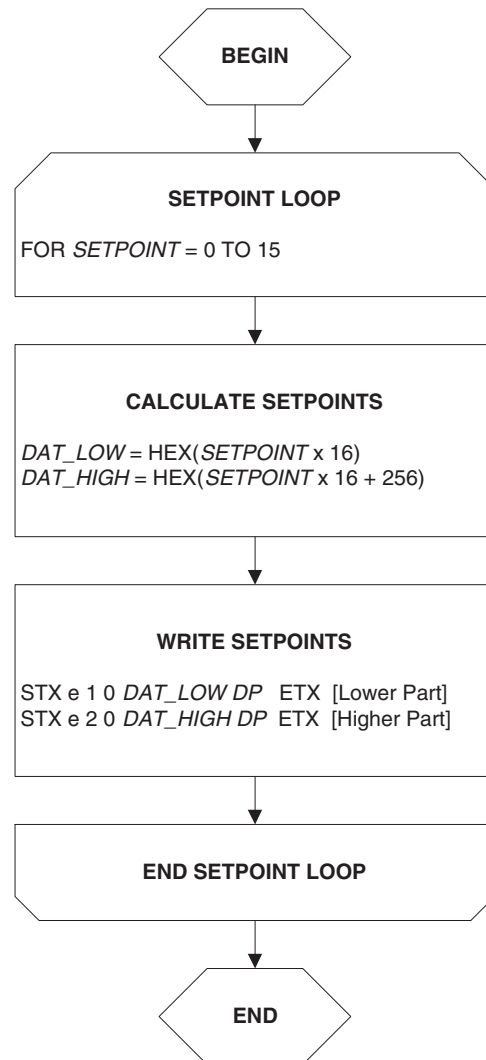 BEGIN
SETPOINT LOOP
FOR SETPOINT = 0 TO 15
CALCULATE SETPOINTS
DAT_LOW = HEX(SETPOINT x 16)
DAT_HIGH = HEX(SETPOINT x 16 + 256)
WRITE SETPOINTS
STX e 1 0 DAT_LOW DP ETX [Lower Part]
STX e 2 0 DAT_HIGH DP ETX [Higher Part]
END SETPOINT LOOP
END